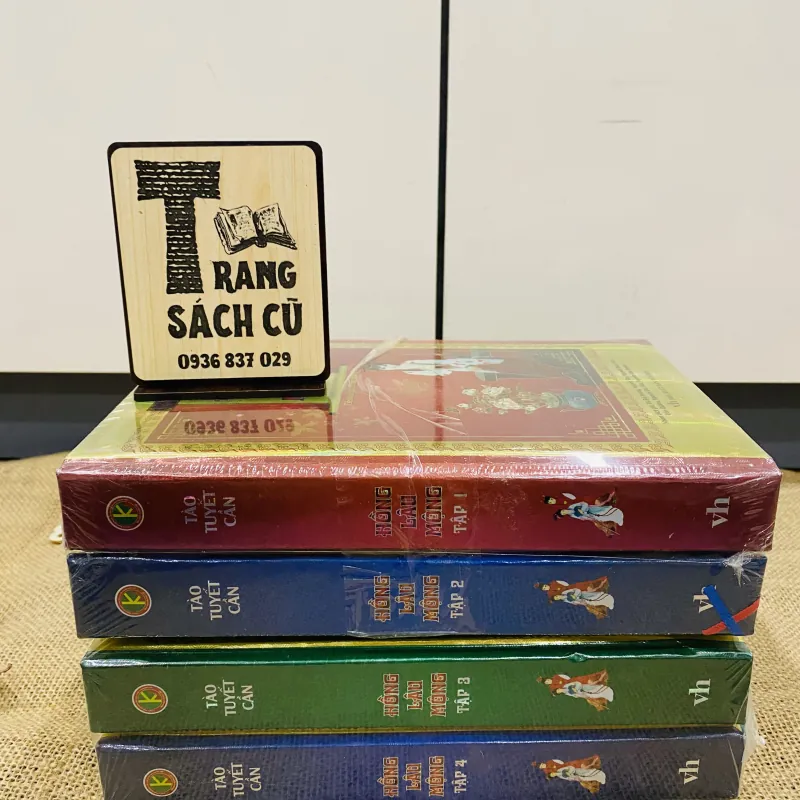 TRANG
SÁCH CŨ
0936 837 029
K
TÀO
TUYẾT
CẦN
HỒNG
LÂU
MỘNG
TẬP 1
vh
K
TÀO
TUYẾT
CẦN
HỒNG
LÂU
MỘNG
TẬP 2
K
TÀO
TUYẾT
CẦN
HỒNG
LÂU
MỘNG
TẬP 3
vh
K
TÀO
TUYẾT
CẦN
HỒNG
LÂU
MỘNG
TẬP 4
vh